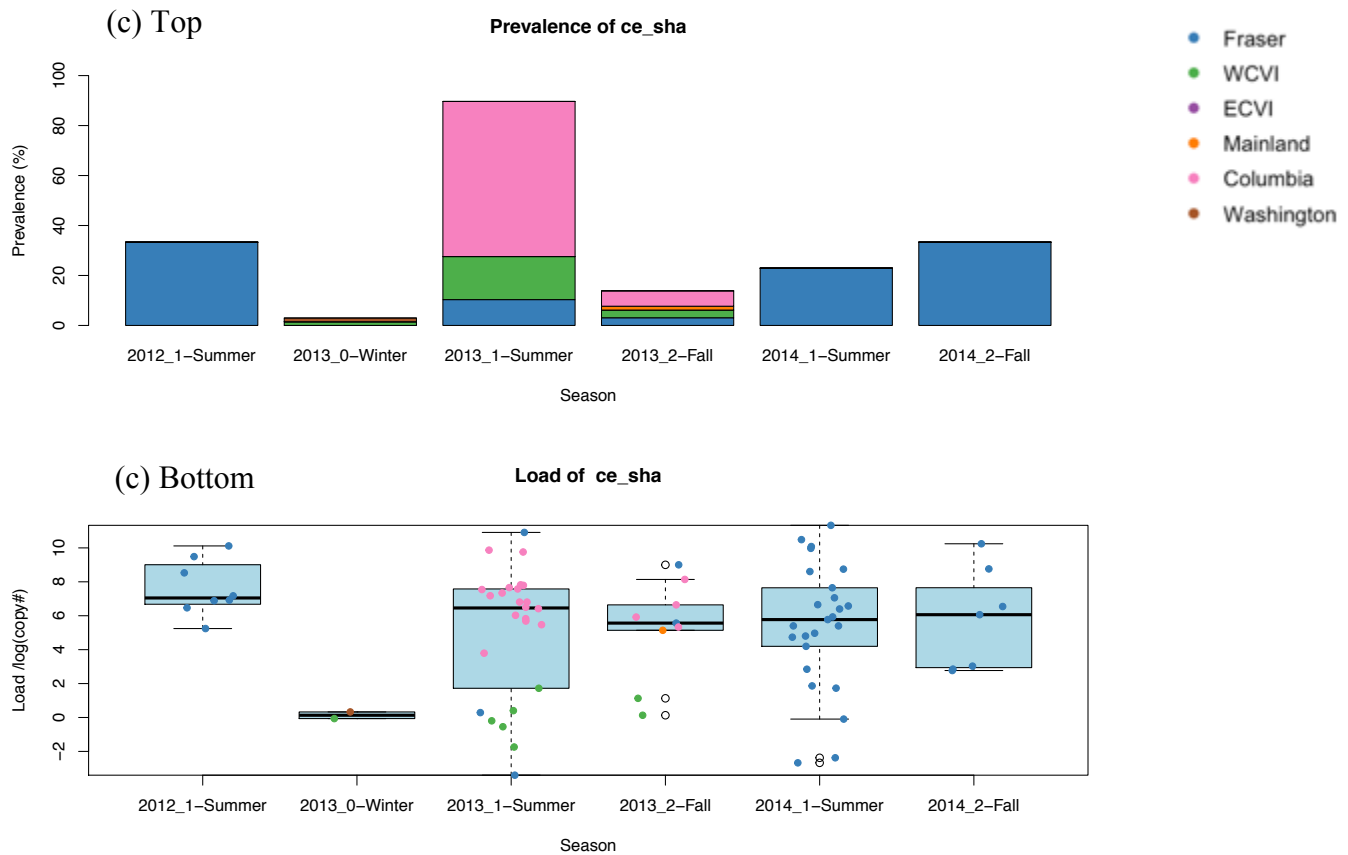 (c) Top
Prevalence of ce_sha
Fraser
WCVI
ECVI
Mainland
Columbia
Washington
Prevalence (%)
100
80
60
40
20
0
2012_1−Summer 2013_0−Winter 2013_1−Summer 2013_2−Fall 2014_1−Summer 2014_2−Fall
Season
(c) Bottom
Load of ce_sha
Load /log(copy#)
10
8
6
4
2
0
−2
2012_1−Summer 2013_0−Winter 2013_1−Summer 2013_2−Fall 2014_1−Summer 2014_2−Fall
Season